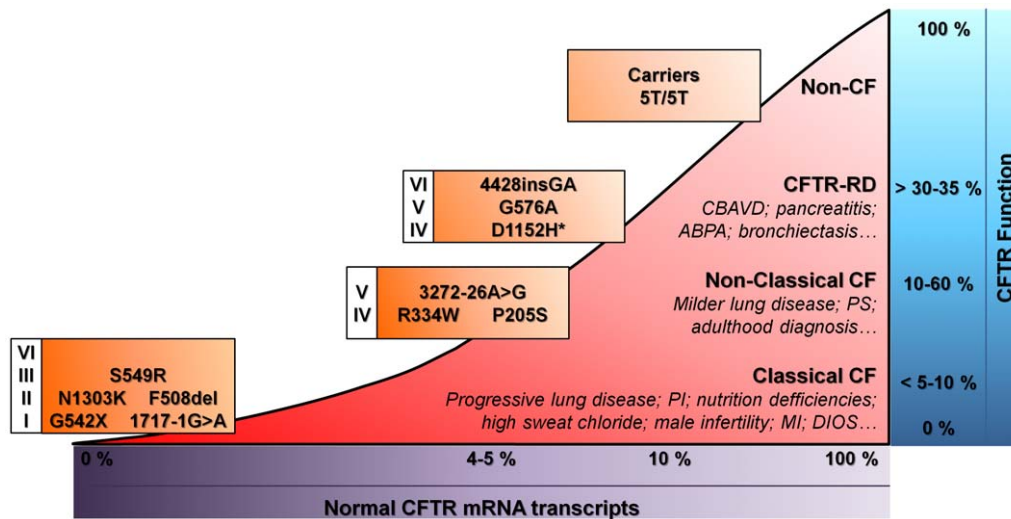 Carriers
5T/5T
Non-CF
100 %
VI 4428insGA
V G576A
IV D1152H*
CFTR-RD
CBAVD; pancreatitis;
ABPA; bronchiectasis…
> 30-35 %
V 3272-26A>G
IV R334W P205S
Non-Classical CF
Milder lung disease; PS;
adulthood diagnosis…
10-60 %
VI
III S549R
II N1303K F508del
I G542X 1717-1G>A
Classical CF
Progressive lung disease; PI; nutrition defficiencies;
high sweat chloride; male infertility; MI; DIOS…
< 5-10 %
0 %
CFTR Function
0 % 4-5 % 10 % 100 %
Normal CFTR mRNA transcripts